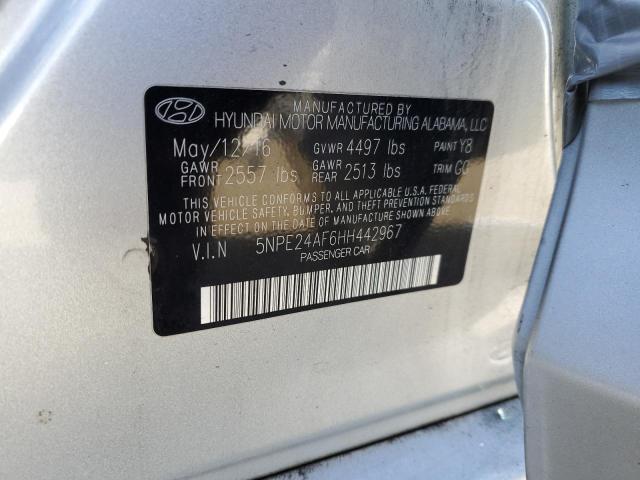 MANUFACTURED BY
HYUNDAI MOTOR MANUFACTURING ALABAMA, LLC
May/12/16 GVWR 4497 lbs PAINT Y8
GAWR FRONT 2557 lbs GAWR REAR 2513 lbs TRIM
THIS VEHICLE CONFORMS TO ALL APPLICABLE U.S.A. FEDERAL
MOTOR VEHICLE SAFETY, BUMPER, AND THEFT PREVENTION
STANDARDS IN EFFECT ON THE DATE OF MANUFACTURE SHOWN ABOVE.
V.I.N 5NPE24AF6HH442967
PASSENGER CAR